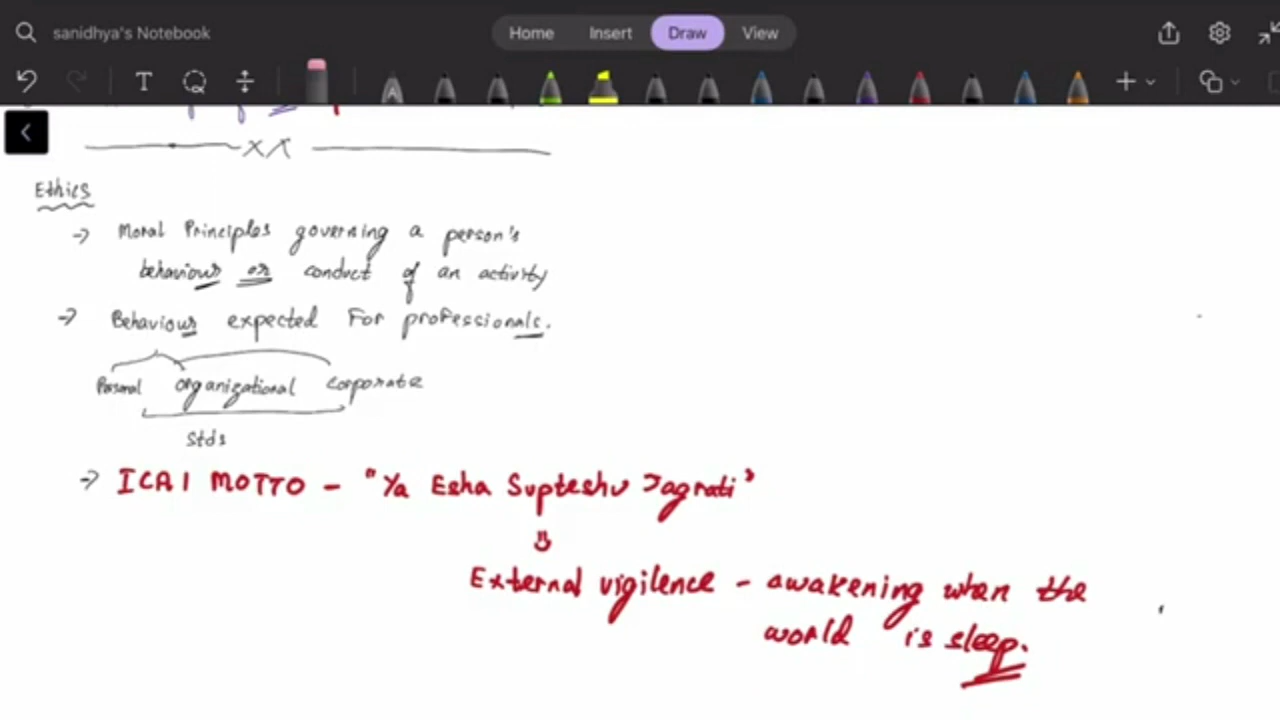 sanidhya's Notebook
Home Insert Draw View
T
A
xx
Ethics
→ Moral Principles governing a person's
behaviour or conduct of an activity
→ Behaviour expected for professionals.
Personal organizational corporate
Stds
→ ICAI MOTTO - "Ya Esha Supteshu Jagrati"
External vigilence - awakening when the
world is sleep.